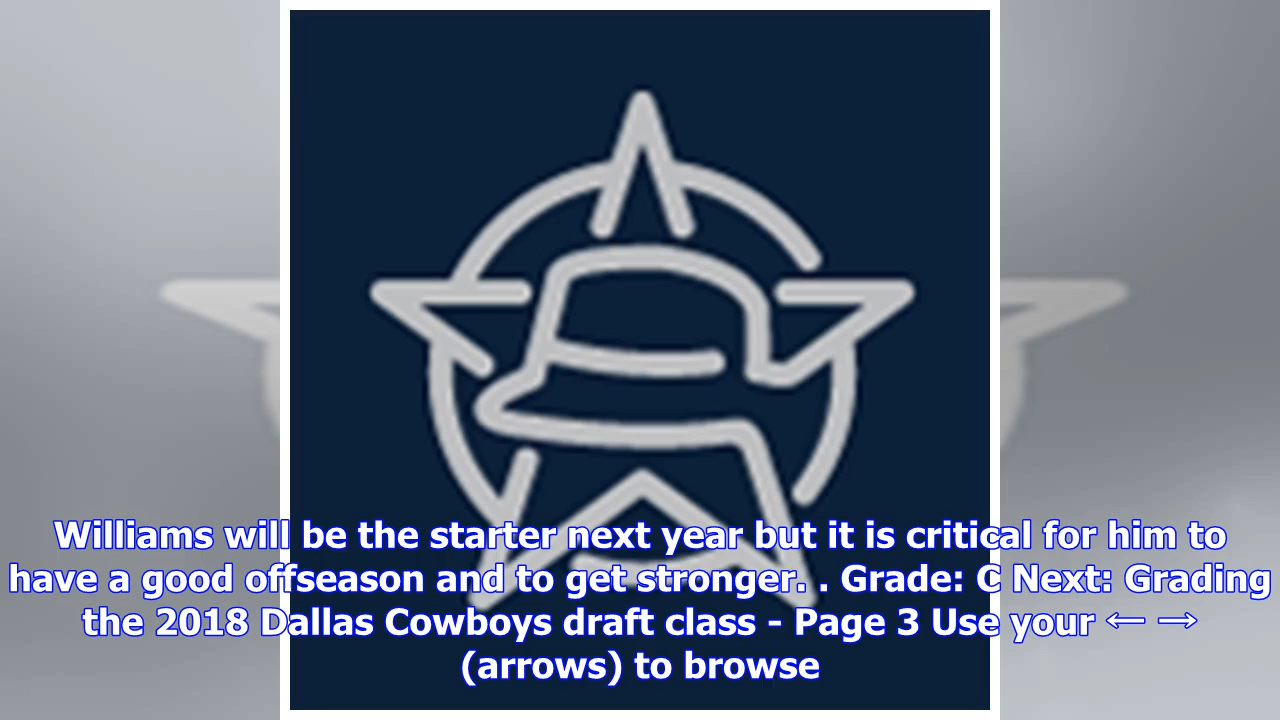 Williams will be the starter next year but it is critical for him to
have a good offseason and to get stronger. . Grade: C Next: Grading
the 2018 Dallas Cowboys draft class - Page 3 Use your ← →
(arrows) to browse